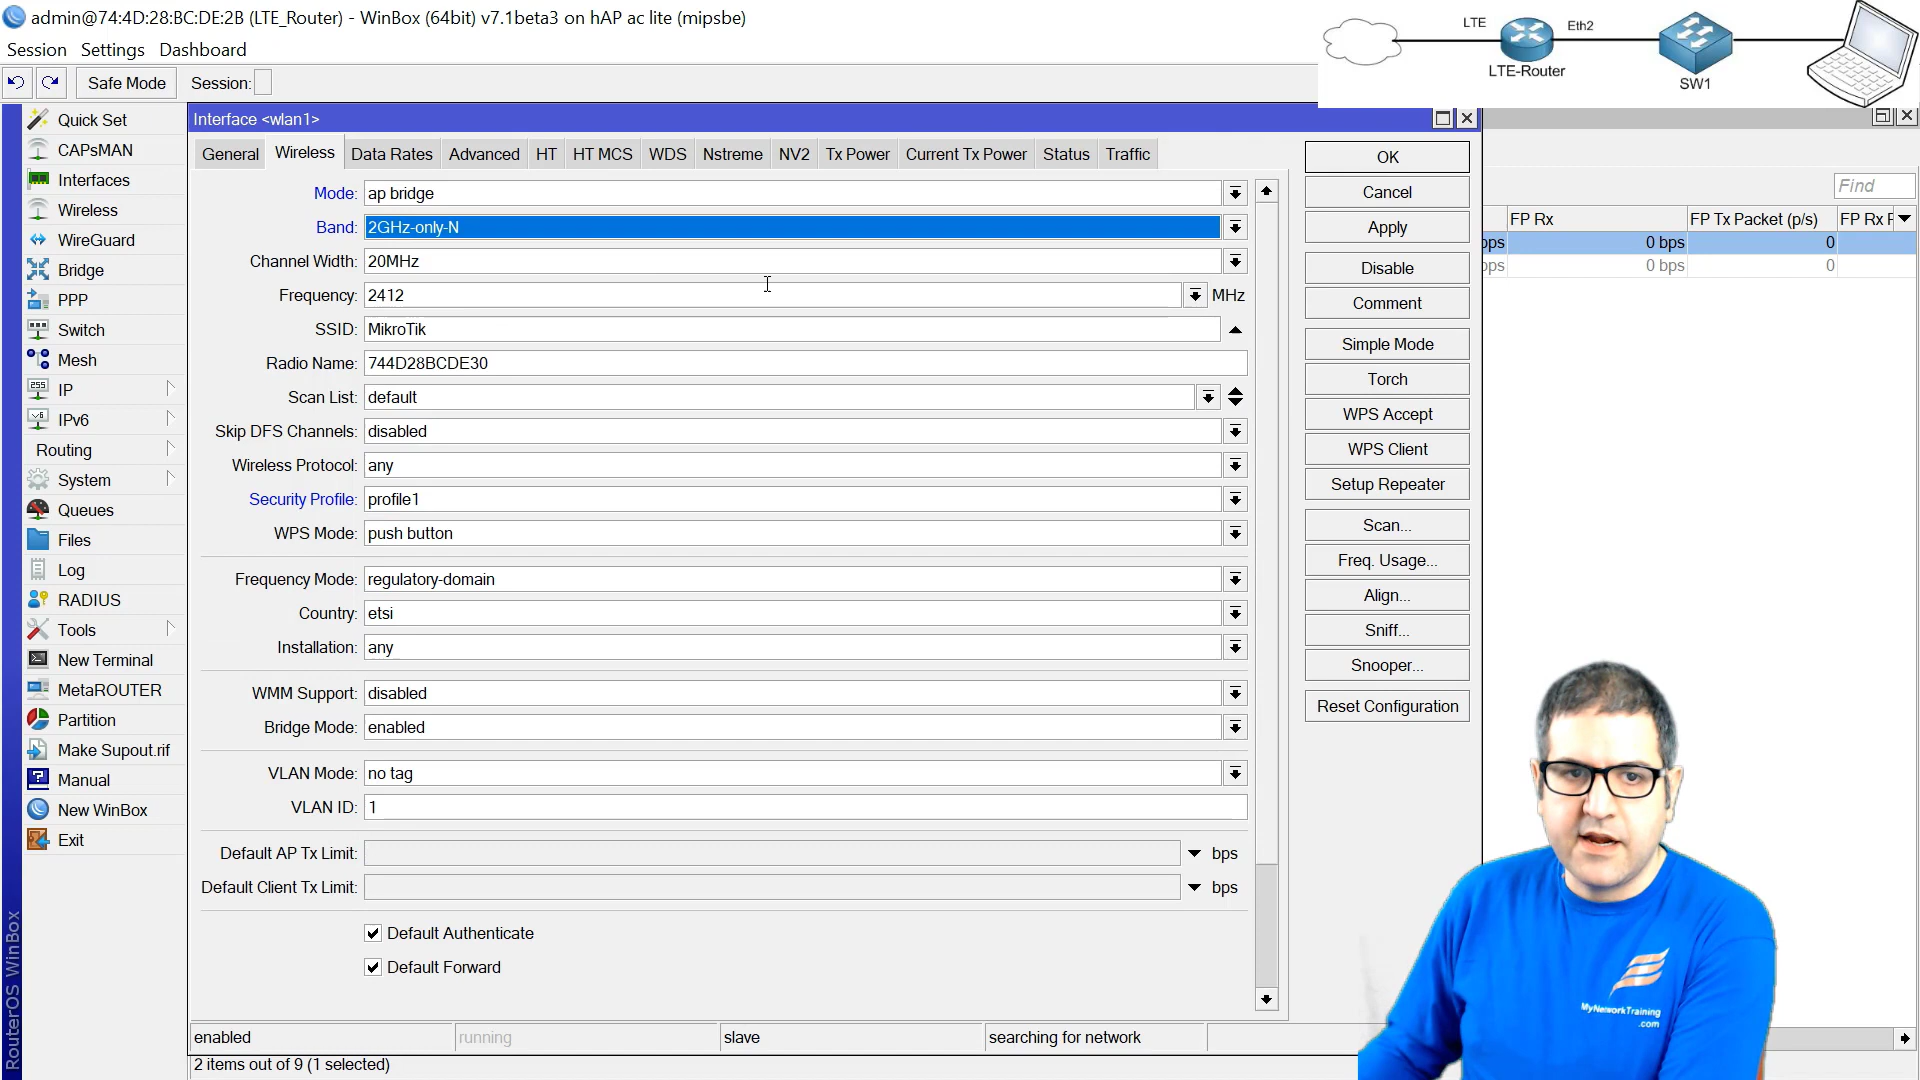 admin@74:4D:28:BC:DE:2B (LTE_Router) - WinBox (64bit) v7.1beta3 on hAP ac lite (mipsbe)
Session Settings Dashboard
Safe Mode Session:
LTE Eth2
LTE-Router
SW1
Quick Set
CAPsMAN
Interfaces
Wireless
WireGuard
Bridge
PPP
Switch
Mesh
IP
IPv6
Routing
System
Queues
Files
Log
RADIUS
Tools
New Terminal
MetaROUTER
Partition
Make Supout.rif
Manual
New WinBox
Exit
RouterOS WinBox
Interface <wlan1>
General Wireless Data Rates Advanced HT HT MCS WDS Nstreme NV2 Tx Power Current Tx Power Status Traffic
Mode: ap bridge
Band: 2GHz-only-N
Channel Width: 20MHz
Frequency: 2412 MHz
SSID: MikroTik
Radio Name: 744D28BCDE30
Scan List: default
Skip DFS Channels: disabled
Wireless Protocol: any
Security Profile: profile1
WPS Mode: push button
Frequency Mode: regulatory-domain
Country: etsi
Installation: any
WMM Support: disabled
Bridge Mode: enabled
VLAN Mode: no tag
VLAN ID: 1
Default AP Tx Limit: bps
Default Client Tx Limit: bps
Default Authenticate
Default Forward
enabled running slave searching for network
2 items out of 9 (1 selected)
OK
Cancel
Apply
Disable
Comment
Simple Mode
Torch
WPS Accept
WPS Client
Setup Repeater
Scan...
Freq. Usage...
Align...
Sniff...
Snooper...
Reset Configuration
Find
FP Rx FP Tx Packet (p/s) FP Rx
bps 0 bps 0
bps 0 bps 0
MyNetworkTraining
.com